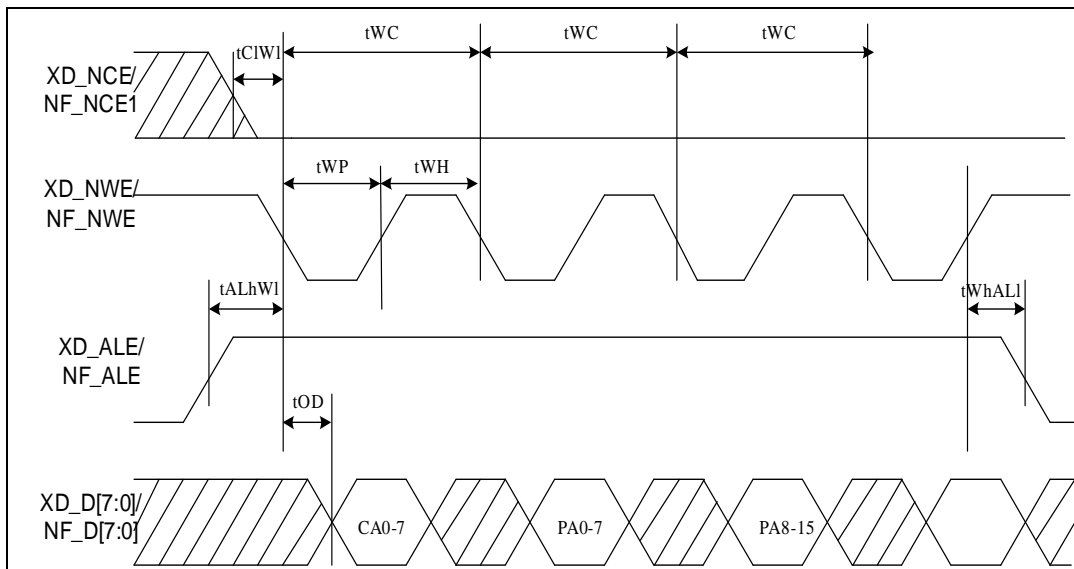 tWC tWC tWC
tClWl
XD_NCE/
NF_NCE1
tWP tWH
XD_NWE/
NF_NWE
tALhWl tWhALl
XD_ALE/
NF_ALE
tOD
XD_D[7:0]/
NF_D[7:0]
CA0-7 PA0-7 PA8-15